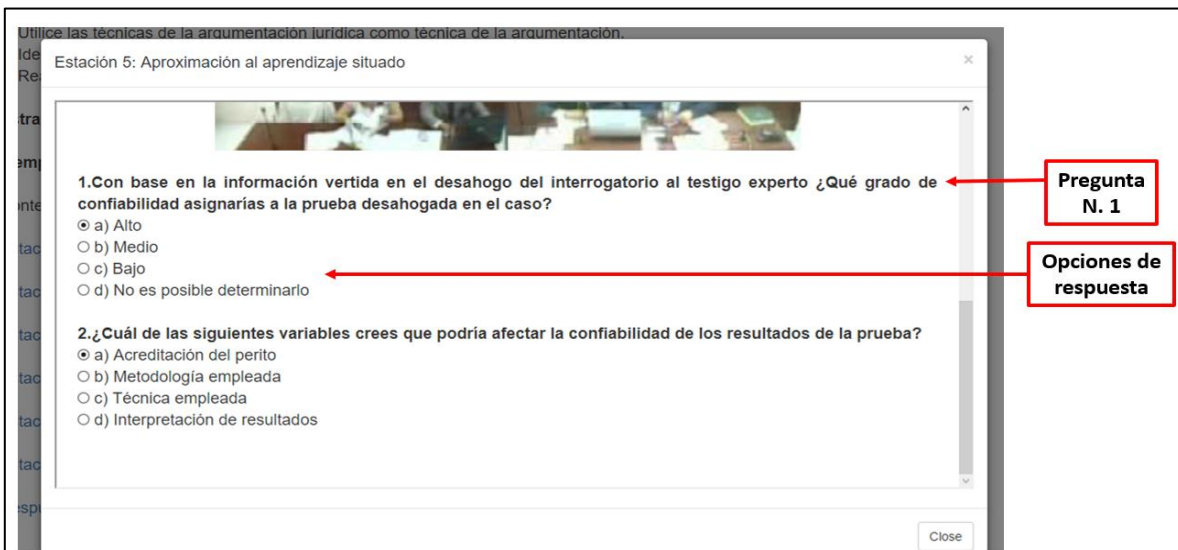 Utilice las técnicas de la argumentación jurídica como técnica de la argumentación.
Estación 5: Aproximación al aprendizaje situado
×
1.Con base en la información vertida en el desahogo del interrogatorio al testigo experto ¿Qué grado de
confiabilidad asignarías a la prueba desahogada en el caso?
a) Alto
b) Medio
c) Bajo
d) No es posible determinarlo
2.¿Cuál de las siguientes variables crees que podría afectar la confiabilidad de los resultados de la prueba?
a) Acreditación del perito
b) Metodología empleada
c) Técnica empleada
d) Interpretación de resultados
Close
Pregunta
N. 1
Opciones de
respuesta